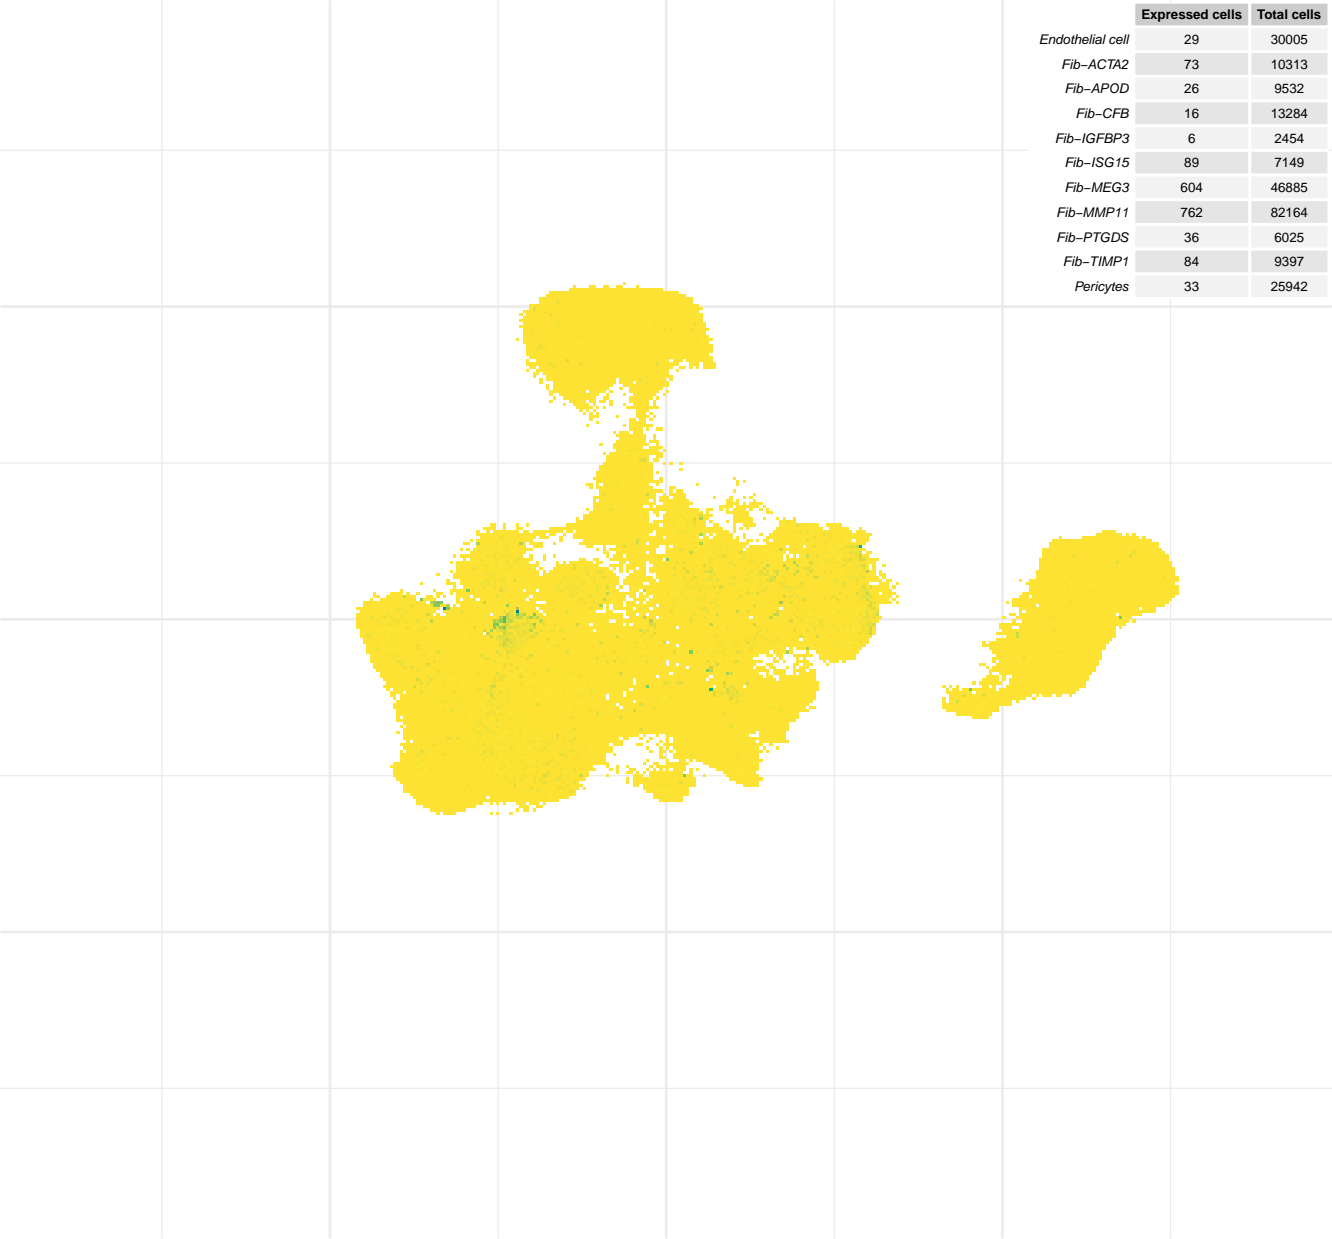 Expressed cells Total cells
Endothelial cell 29 30005
Fib−ACTA2 73 10313
Fib−APOD 26 9532
Fib−CFB 16 13284
Fib−IGFBP3 6 2454
Fib−ISG15 89 7149
Fib−MEG3 604 46885
Fib−MMP11 762 82164
Fib−PTGDS 36 6025
Fib−TIMP1 84 9397
Pericytes 33 25942